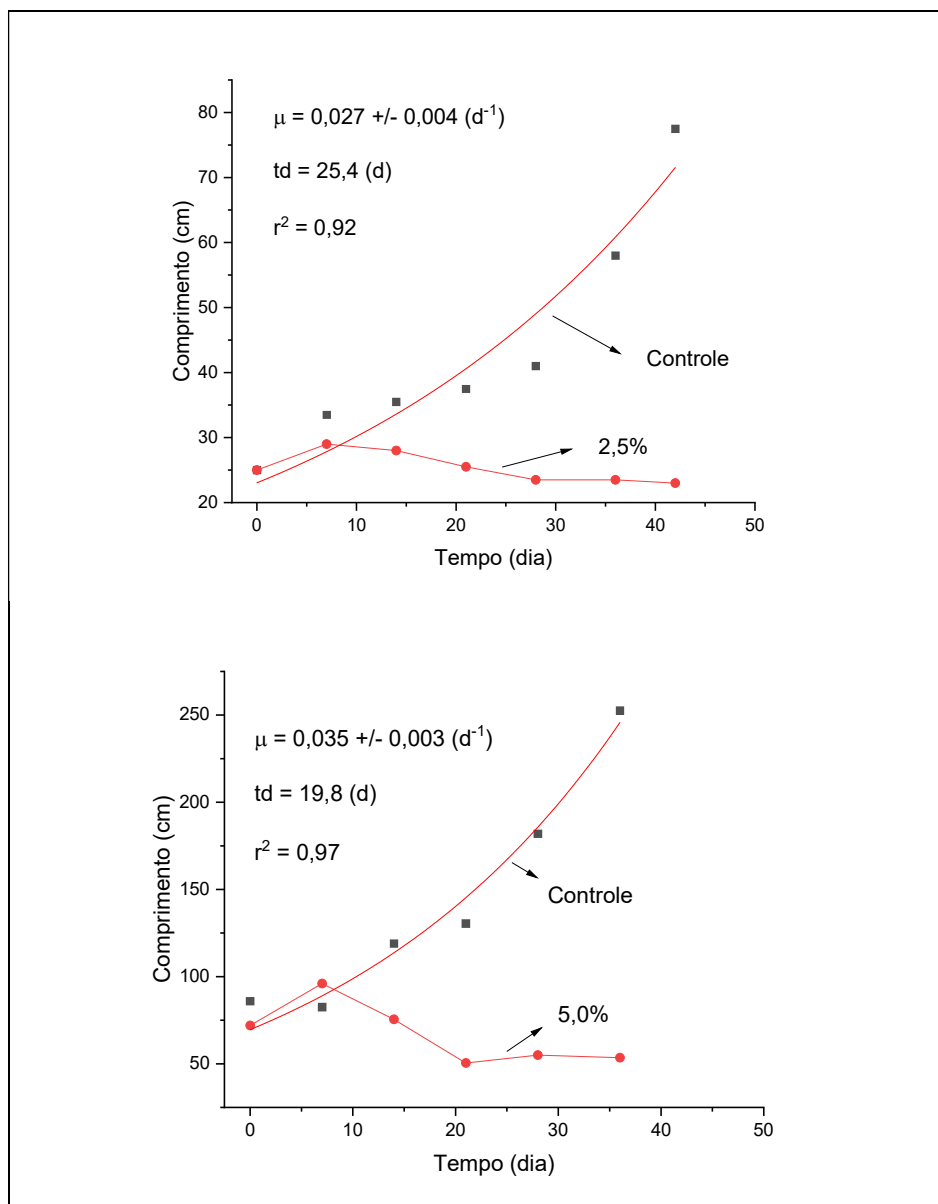 μ = 0,027 +/- 0,004 (d⁻¹)
td = 25,4 (d)
r² = 0,92
Comprimento (cm)
80
70
60
50
40
30
20
Controle
2,5%
0 10 20 30 40 50
Tempo (dia)
μ = 0,035 +/- 0,003 (d⁻¹)
td = 19,8 (d)
r² = 0,97
Comprimento (cm)
250
200
150
100
50
Controle
5,0%
0 10 20 30 40 50
Tempo (dia)